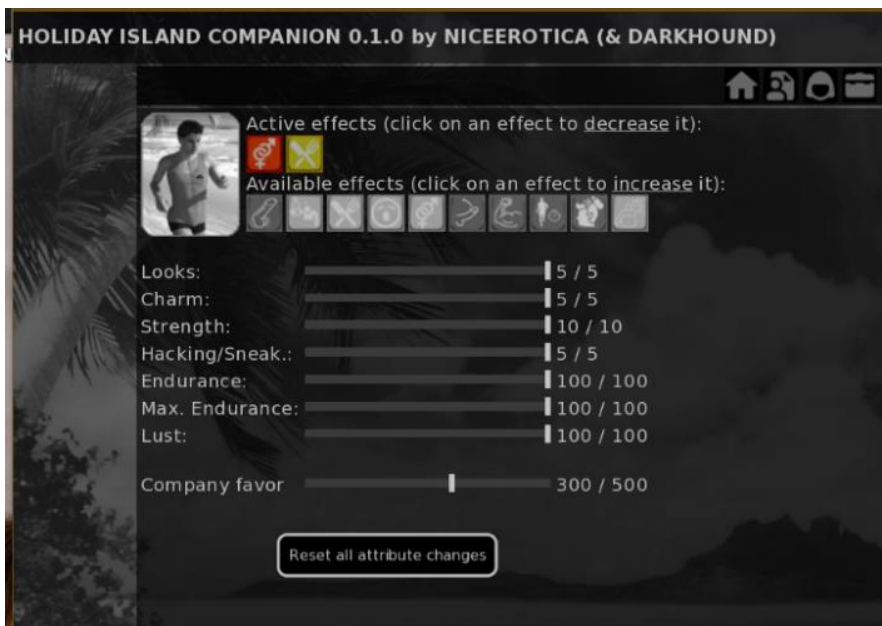 HOLIDAY ISLAND COMPANION 0.1.0 by NICEEROTICA (& DARKHOUND)
Active effects (click on an effect to decrease it):
Available effects (click on an effect to increase it):
Looks: 5 / 5
Charm: 5 / 5
Strength: 10 / 10
Hacking/Sneak.: 5 / 5
Endurance: 100 / 100
Max. Endurance: 100 / 100
Lust: 100 / 100
Company favor 300 / 500
Reset all attribute changes